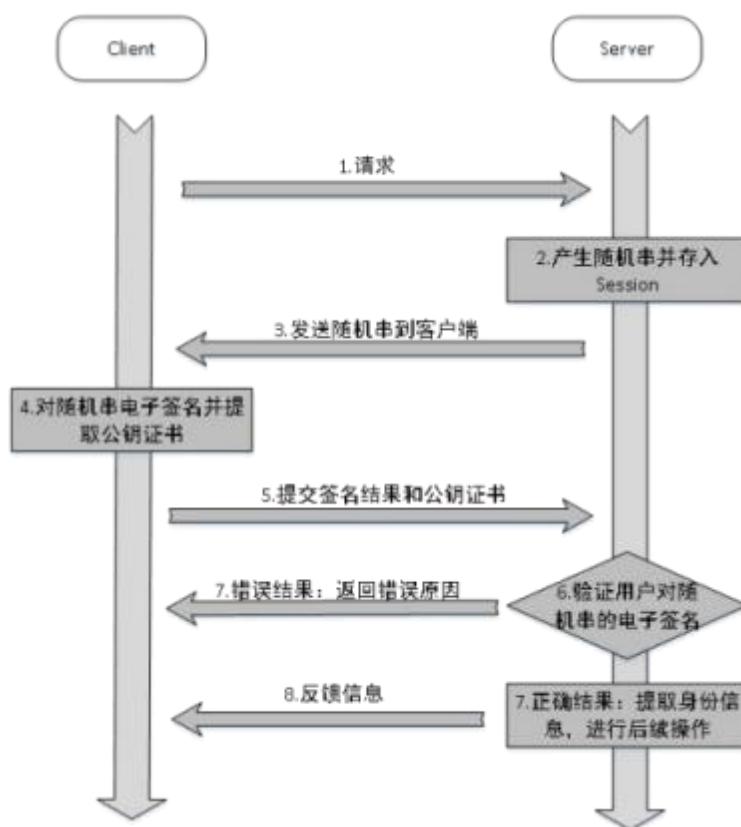 Client
Server
1.请求
2.产生随机串并存入
Session
3.发送随机串到客户端
4.对随机串电子签名并提
取公钥证书
5.提交签名结果和公钥证书
6.验证用户对随
机串的电子签名
7.错误结果：返回错误原因
7.正确结果：提取身份信
息，进行后续操作
8.反馈信息